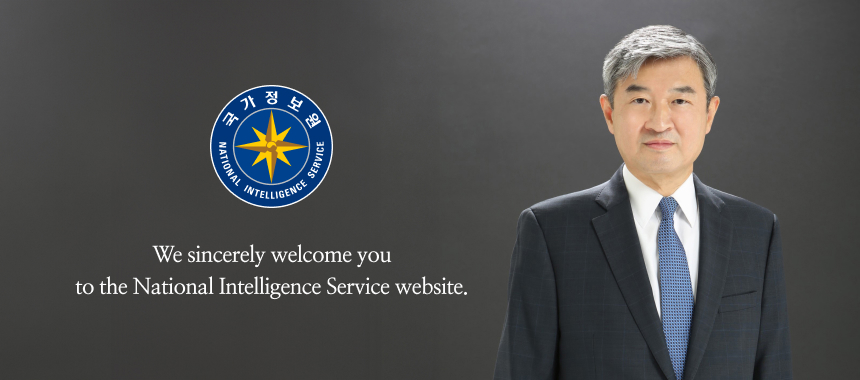 국가정보원
NATIONAL INTELLIGENCE SERVICE
We sincerely welcome you
to the National Intelligence Service website.